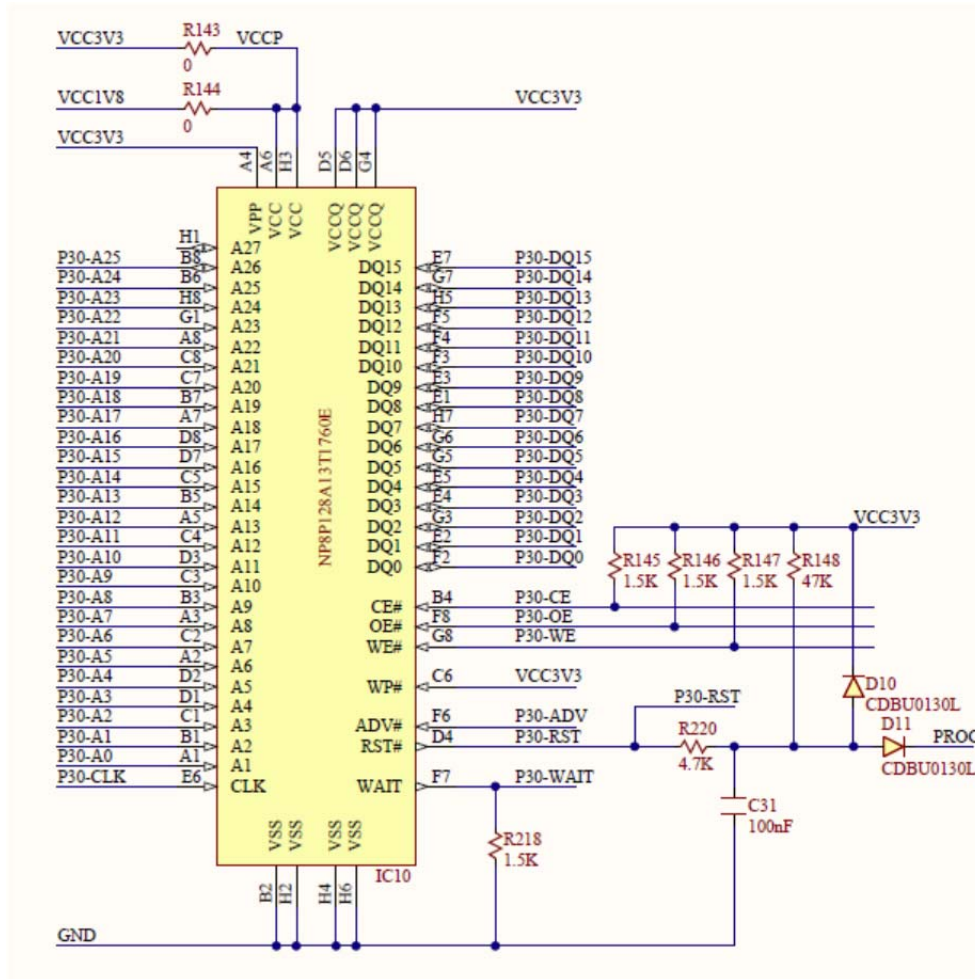 VCC3V3 R143 VCCP
0
VCC1V8 R144 VCC3V3
0
VCC3V3
A4 A6 H3 D5 D6 G4
VPP VCC VCC VCCQ VCCQ VCCQ
H1 A27
P30-A25 B8 A26 DQ15 E7 P30-DQ15
P30-A24 B6 A25 DQ14 G7 P30-DQ14
P30-A23 H8 A24 DQ13 H5 P30-DQ13
P30-A22 G1 A23 DQ12 F5 P30-DQ12
P30-A21 A8 A22 DQ11 F4 P30-DQ11
P30-A20 C8 A21 DQ10 F3 P30-DQ10
P30-A19 C7 A20 DQ9 E3 P30-DQ9
P30-A18 B7 A19 DQ8 E1 P30-DQ8
P30-A17 A7 A18 DQ7 H7 P30-DQ7
P30-A16 D8 A17 DQ6 G6 P30-DQ6
P30-A15 D7 A16 DQ5 G5 P30-DQ5
P30-A14 C5 A15 DQ4 E5 P30-DQ4
P30-A13 B5 A14 DQ3 E4 P30-DQ3
P30-A12 A5 A13 DQ2 G3 P30-DQ2
P30-A11 C4 A12 DQ1 E2 P30-DQ1
P30-A10 D3 A11 DQ0 F2 P30-DQ0
P30-A9 C3 A10
P30-A8 B3 A9 CE# B4 P30-CE
P30-A7 A3 A8 OE# F8 P30-OE
P30-A6 C2 A7 WE# G8 P30-WE
P30-A5 A2 A6
P30-A4 D2 A5 WP# C6 VCC3V3
P30-A3 D1 A4
P30-A2 C1 A3 ADV# F6 P30-ADV
P30-A1 B1 A2 RST# D4 P30-RST
P30-A0 A1 A1
P30-CLK E6 CLK WAIT F7 P30-WAIT
NP8P128A13T1760E
VCC3V3
R145 R146 R147 R148
1.5K 1.5K 1.5K 47K
D10
CDBU0130L
P30-RST
R220
4.7K
D11 PROG
CDBU0130L
C31
100nF
R218
1.5K
VSS VSS VSS VSS
IC10
B2 H2 H4 H6
GND